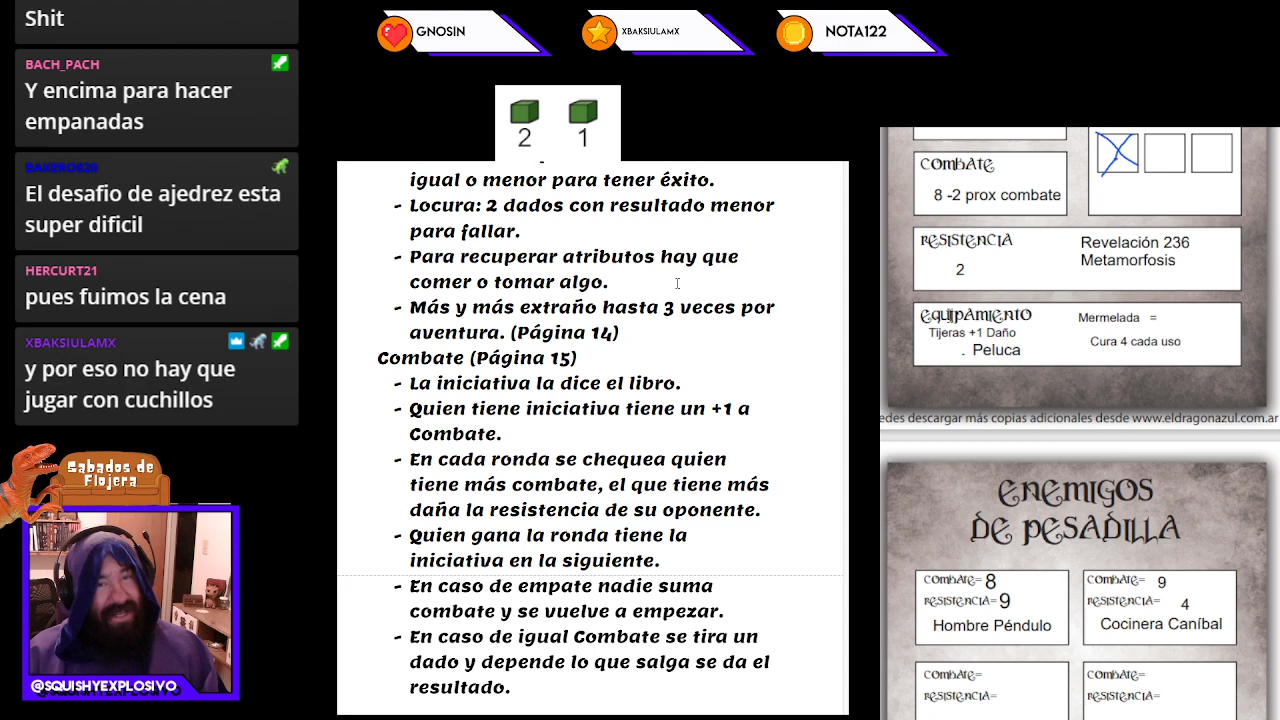 Shit
BACH_PACH
Y encima para hacer
empanadas
BAKERO820
El desafio de ajedrez esta
super dificil
HERCURT21
pues fuimos la cena
XBAKSIULAMX
y por eso no hay que
jugar con cuchillos
Sabados de
Flojera
@SQUISHYEXPLOSIVO
GNOSIN
XBAKSIULAMX
NOTA122
2 1
igual o menor para tener éxito.
- Locura: 2 dados con resultado menor
para fallar.
- Para recuperar atributos hay que
comer o tomar algo.
- Más y más extraño hasta 3 veces por
aventura. (Página 14)
Combate (Página 15)
- La iniciativa la dice el libro.
- Quien tiene iniciativa tiene un +1 a
Combate.
- En cada ronda se chequea quien
tiene más combate, el que tiene más
daña la resistencia de su oponente.
- Quien gana la ronda tiene la
iniciativa en la siguiente.
- En caso de empate nadie suma
combate y se vuelve a empezar.
- En caso de igual Combate se tira un
dado y depende lo que salga se da el
resultado.
Combate
8 -2 prox combate
Resistencia
2
Revelación 236
Metamorfosis
Equipamiento
Tijeras +1 Daño
. Peluca
Mermelada =
Cura 4 cada uso
edes descargar más copias adicionales desde www.eldragonazul.com.ar
Enemigos
de Pesadilla
Combate= 8
Resistencia= 9
Hombre Péndulo
Combate= 9
Resistencia= 4
Cocinera Caníbal
Combate=
Resistencia=
Combate=
Resistencia=